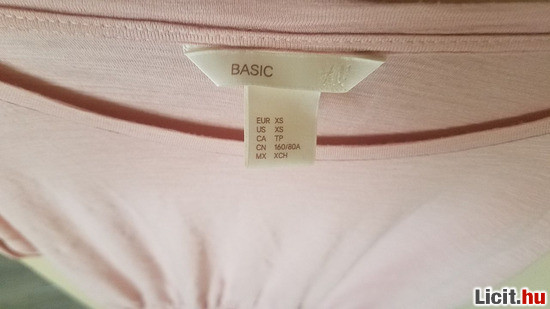 BASIC
EUR XS
US XS
CA TP
CN 160/80A
MX XCH
Licit.hu